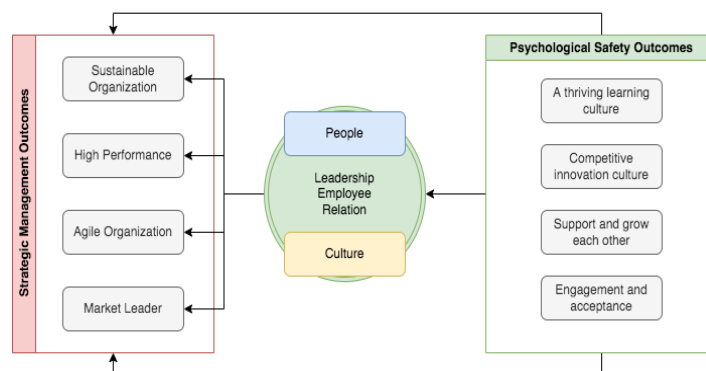 Strategic Management Outcomes
Sustainable
Organization
High Performance
Agile Organization
Market Leader
People
Leadership
Employee
Relation
Culture
Psychological Safety Outcomes
A thriving learning
culture
Competitive
innovation culture
Support and grow
each other
Engagement and
acceptance